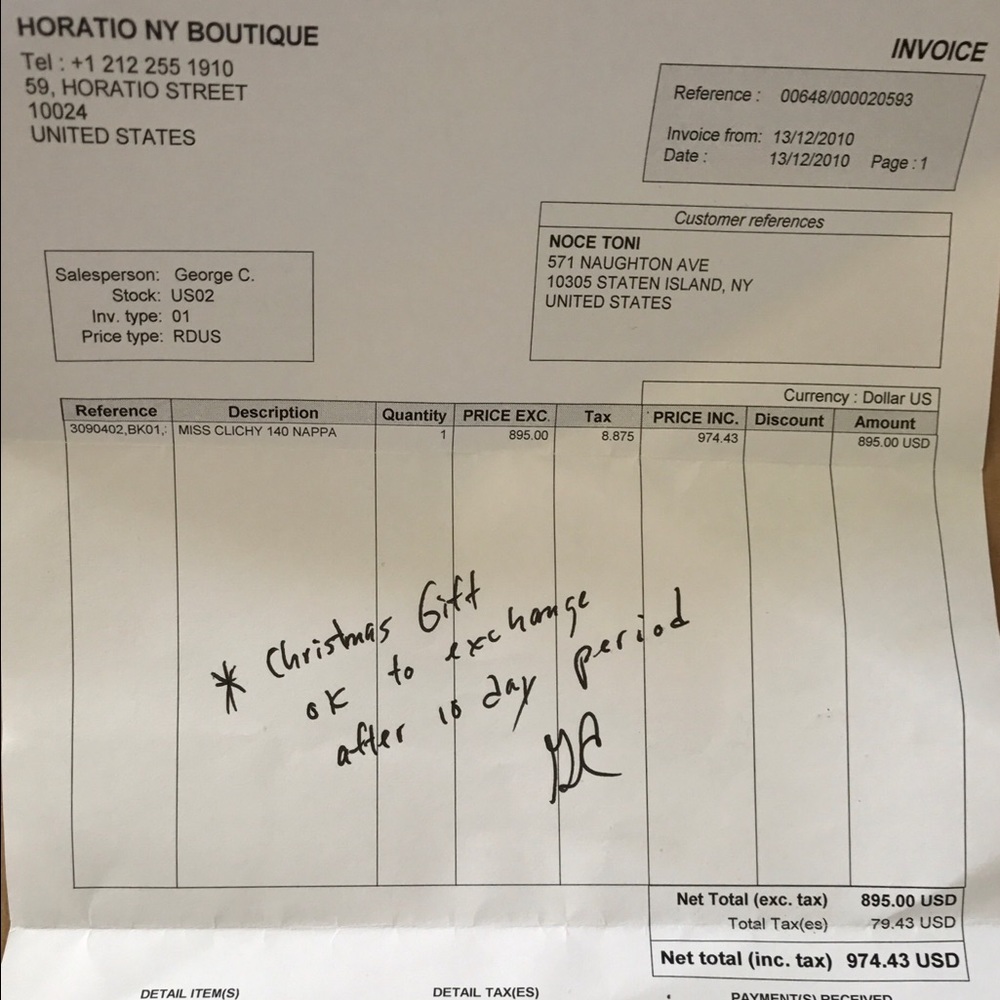 HORATIO NY BOUTIQUE
Tel : +1 212 255 1910
59, HORATIO STREET
10024
UNITED STATES
INVOICE
Reference : 00648/000020593
Invoice from: 13/12/2010
Date : 13/12/2010 Page : 1
Customer references
NOCE TONI
571 NAUGHTON AVE
10305 STATEN ISLAND, NY
UNITED STATES
Salesperson: George C.
Stock: US02
Inv. type: 01
Price type: RDUS
Currency : Dollar US
Reference Description Quantity PRICE EXC. Tax PRICE INC. Discount Amount
3090402,BK01, MISS CLICHY 140 NAPPA 1 895.00 8.875 974.43 895.00 USD
* Christmas Gift
ok to exchange
after 10 day period
GC
Net Total (exc. tax) 895.00 USD
Total Tax(es) 79.43 USD
Net total (inc. tax) 974.43 USD
DETAIL ITEM(S) DETAIL TAX(ES) PAYMENT(S) RECEIVED